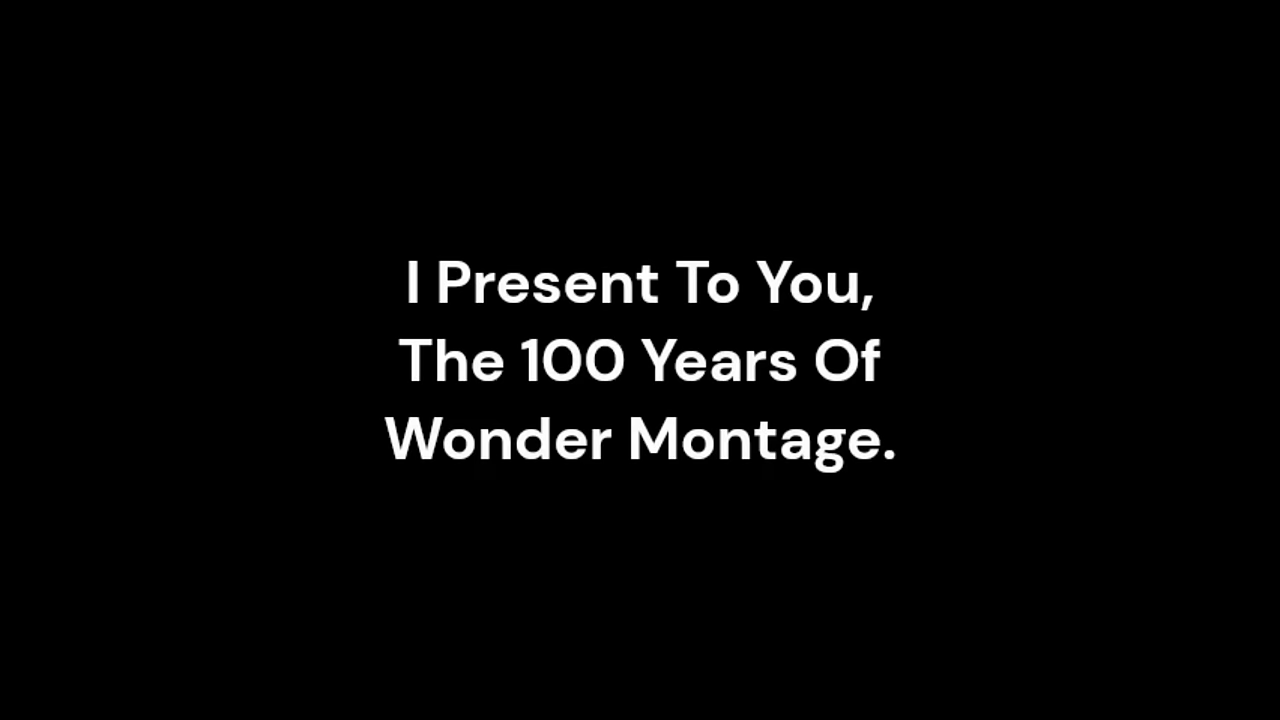 I Present To You,
The 100 Years Of
Wonder Montage.